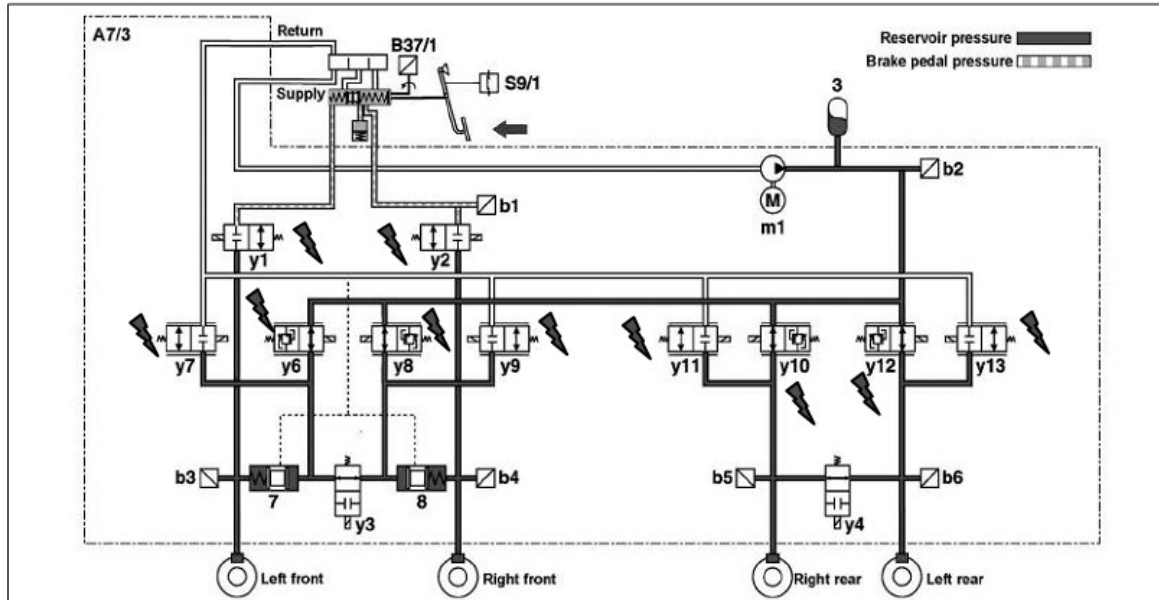 A7/3
Return
B37/1
Reservoir pressure
Brake pedal pressure
S9/1
Supply
3
b2
M
m1
b1
y1
y2
y7
y6
y8
y9
y11
y10
y12
y13
b3
7
y3
8
b4
b5
y4
b6
Left front
Right front
Right rear
Left rear